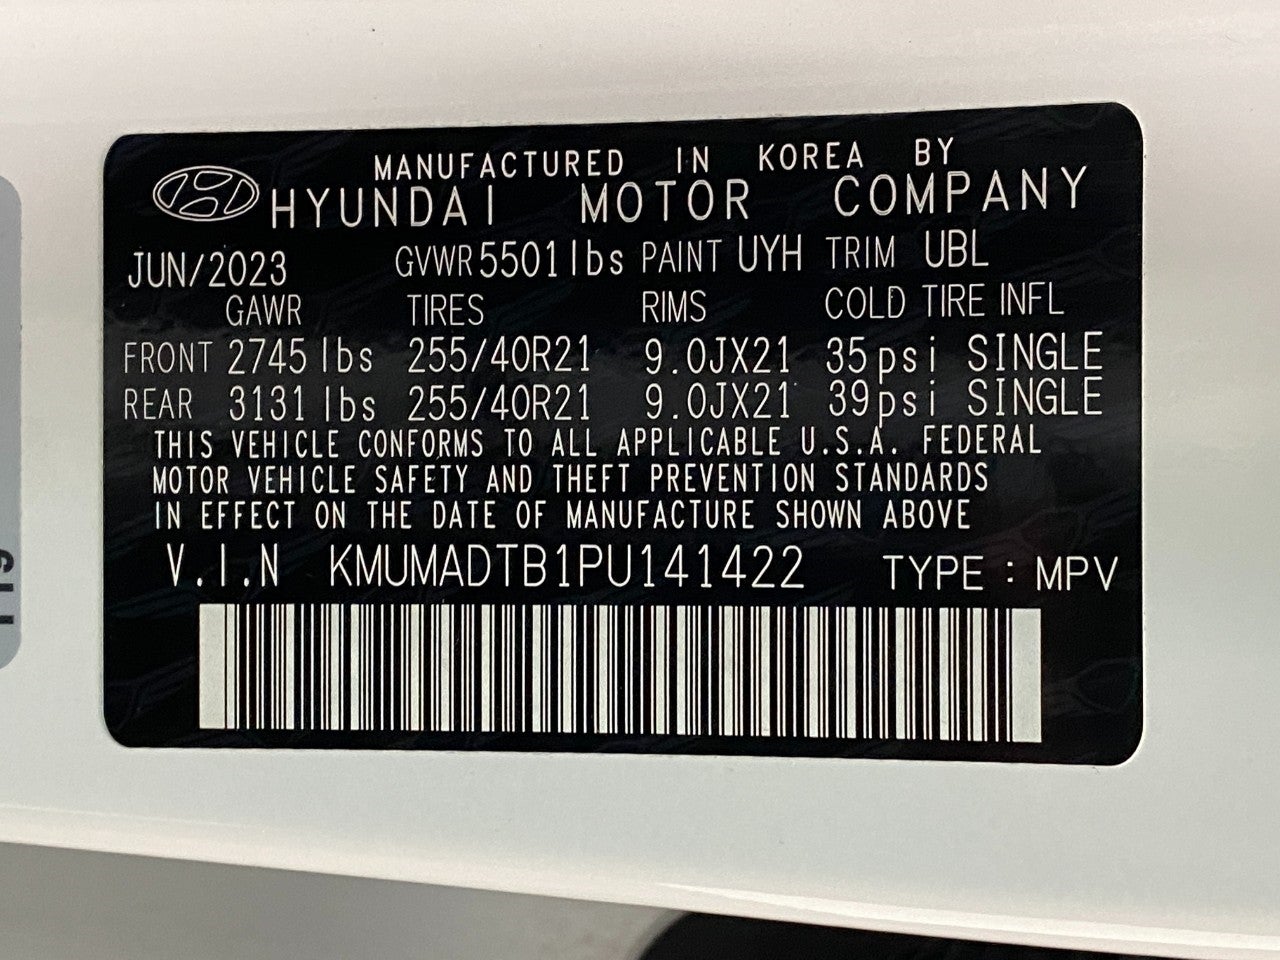 MANUFACTURED IN KOREA BY
HYUNDAI MOTOR COMPANY
JUN/2023 GVWR 5501 lbs PAINT UYH TRIM UBL
GAWR TIRES RIMS COLD TIRE INFL
FRONT 2745 lbs 255/40R21 9.0JX21 35psi SINGLE
REAR 3131 lbs 255/40R21 9.0JX21 39psi SINGLE
THIS VEHICLE CONFORMS TO ALL APPLICABLE U.S.A. FEDERAL
MOTOR VEHICLE SAFETY AND THEFT PREVENTION STANDARDS
IN EFFECT ON THE DATE OF MANUFACTURE SHOWN ABOVE
V.I.N KMUMADTB1PU141422 TYPE : MPV